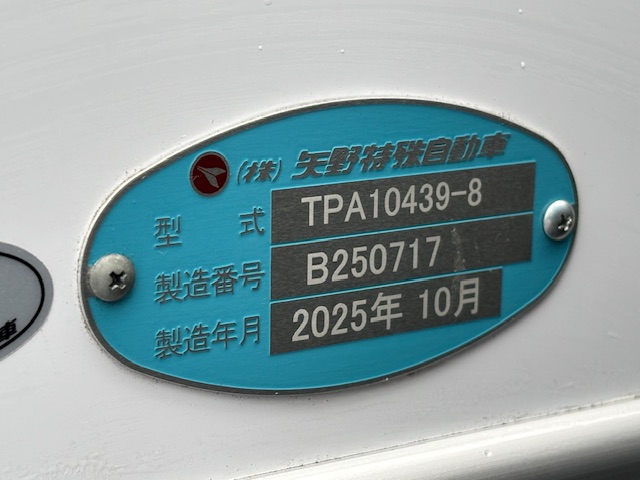 (株) 矢野特殊自動車
型 式 TPA10439-8
製造番号 B250717
製造年月 2025年 10月
車